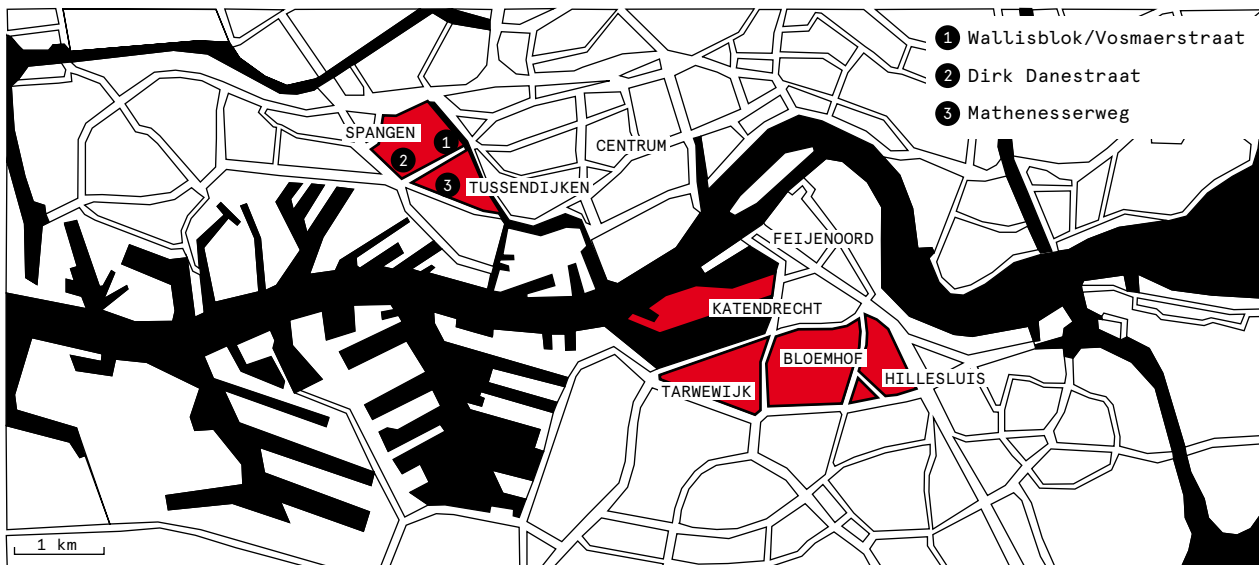 1 Wallisblok/Vosmaerstraat
2 Dirk Danestraat
3 Mathenesserweg
SPANGEN
1
CENTRUM
2
3
TUSSENDIJKEN
FEIJENOORD
KATENDRECHT
BLOEMHOF
HILLESLUIS
TARWEWIJK
1 km